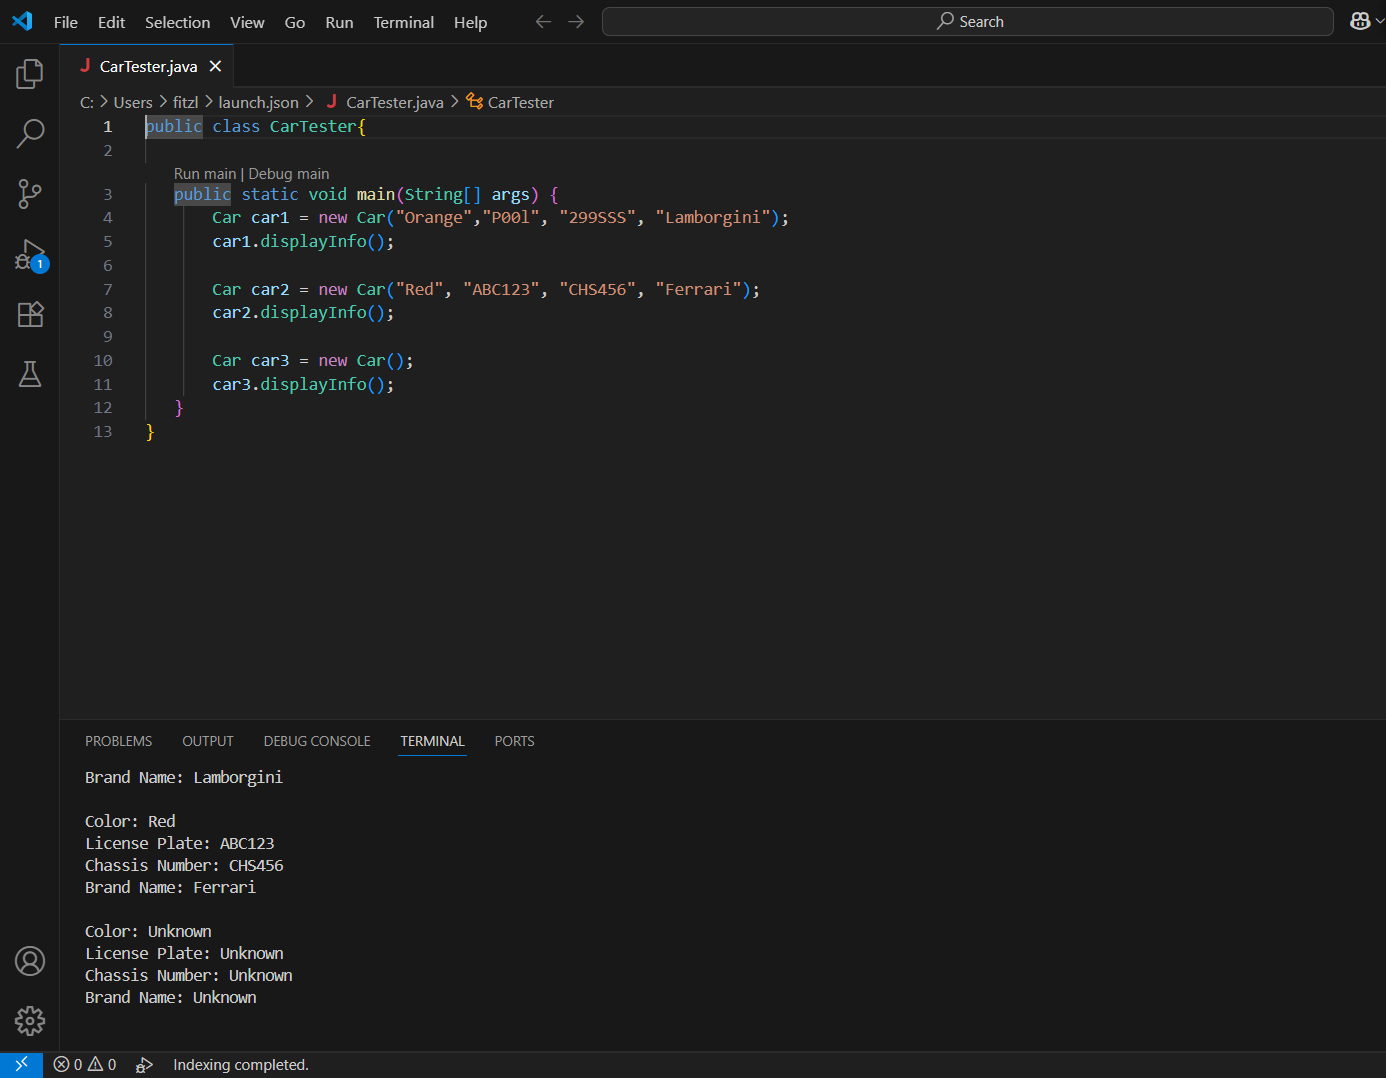 File Edit Selection View Go Run Terminal Help Search
CarTester.java
C: Users fitzl launch.json CarTester.java CarTester
1 public class CarTester{
2
Run main | Debug main
3 public static void main(String[] args) {
4 Car car1 = new Car("Orange","P00l", "299SSS", "Lamborgini");
5 car1.displayInfo();
6
7 Car car2 = new Car("Red", "ABC123", "CHS456", "Ferrari");
8 car2.displayInfo();
9
10 Car car3 = new Car();
11 car3.displayInfo();
12 }
13 }
1
PROBLEMS OUTPUT DEBUG CONSOLE TERMINAL PORTS
Brand Name: Lamborgini
Color: Red
License Plate: ABC123
Chassis Number: CHS456
Brand Name: Ferrari
Color: Unknown
License Plate: Unknown
Chassis Number: Unknown
Brand Name: Unknown
0 0 Indexing completed.